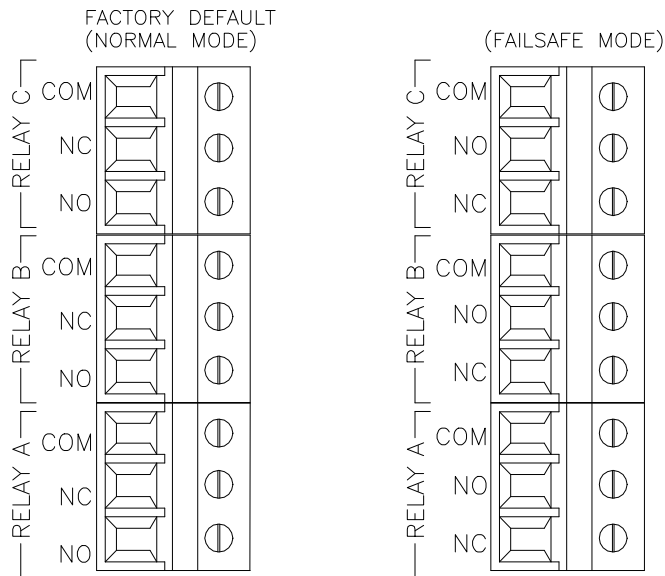 FACTORY DEFAULT
(NORMAL MODE)
RELAY C
COM
NC
NO
RELAY B
COM
NC
NO
RELAY A
COM
NC
NO
(FAILSAFE MODE)
RELAY C
COM
NO
NC
RELAY B
COM
NO
NC
RELAY A
COM
NO
NC